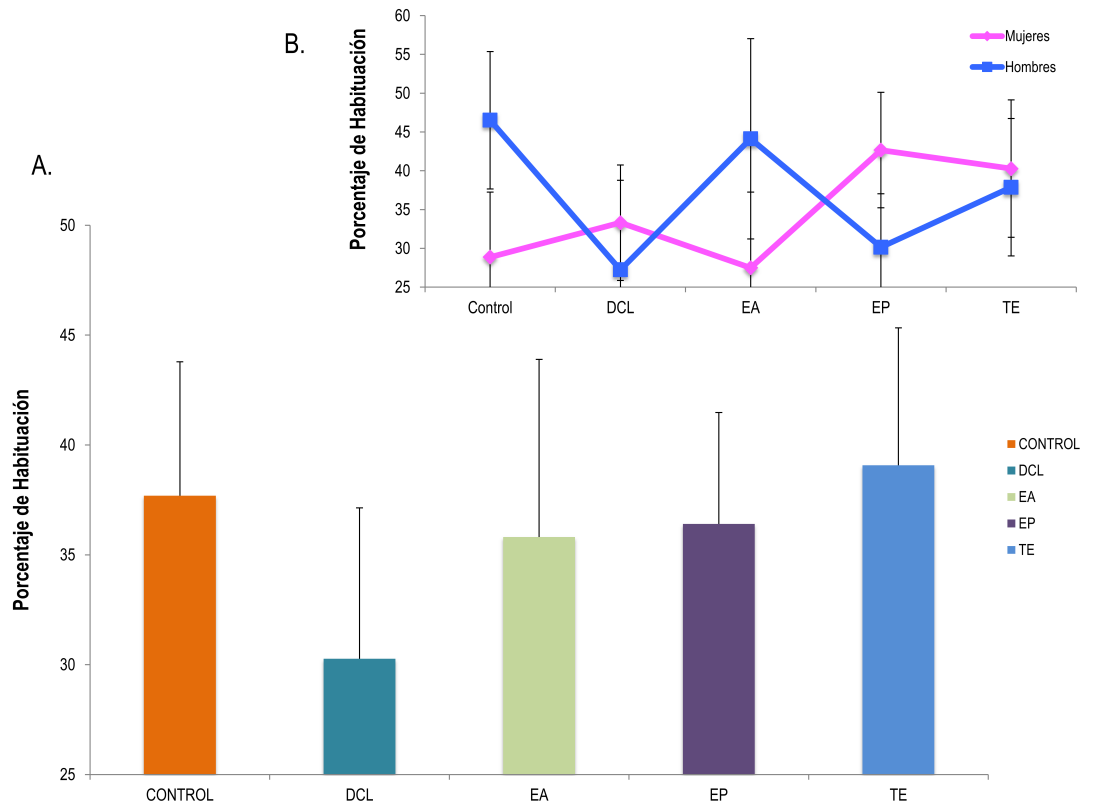 B.
Porcentaje de Habituación
60
55
50
45
40
35
30
25
Control
DCL
EA
EP
TE
Mujeres
Hombres
A.
Porcentaje de Habituación
50
45
40
35
30
25
CONTROL
DCL
EA
EP
TE
CONTROL
DCL
EA
EP
TE